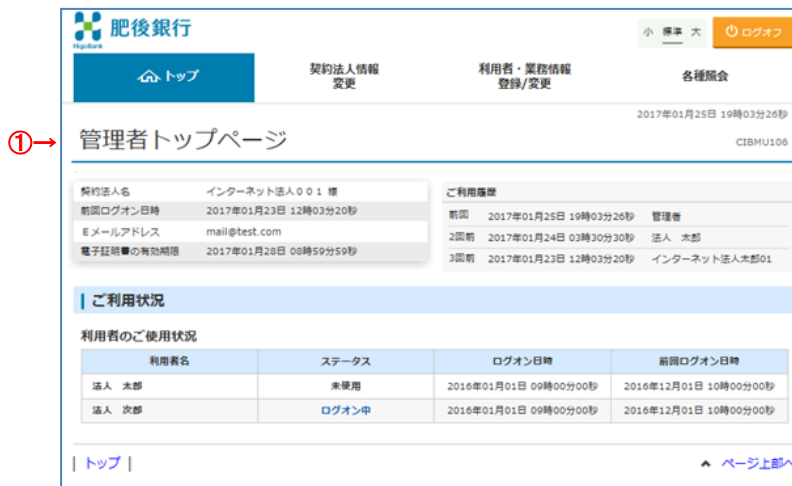 肥後銀行
HigoBank
小 標準 大
ログオフ
トップ
契約法人情報
変更
利用者・業務情報
登録/変更
各種照会
2017年01月25日 19時03分26秒
①→
管理者トップページ
CIBMU106
契約法人名 インターネット法人001 様
前回ログオン日時 2017年01月23日 12時03分20秒
Eメールアドレス mail@test.com
電子証明書の有効期限 2017年01月28日 08時59分59秒
ご利用履歴
前回 2017年01月25日 19時03分26秒 管理者
2回前 2017年01月24日 03時30分30秒 法人 太郎
3回前 2017年01月23日 12時03分20秒 インターネット法人太郎01
ご利用状況
利用者のご使用状況
利用者名 ステータス ログオン日時 前回ログオン日時
法人 太郎 未使用 2016年01月01日 09時00分00秒 2016年12月01日 10時00分00秒
法人 次郎 ログオン中 2016年01月01日 09時00分00秒 2016年12月01日 10時00分00秒
| トップ |
ページ上部へ